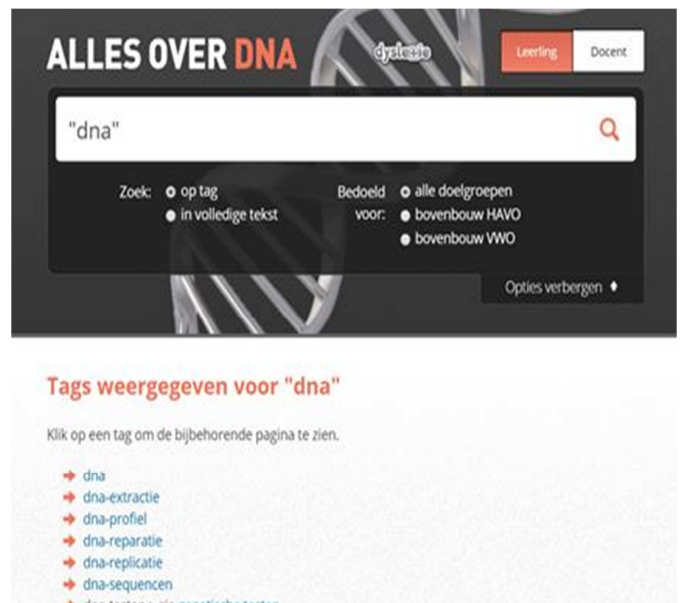 ALLES OVER DNA
dyslexie
Leerling Docent
"dna"
Zoek: op tag
in volledige tekst
Bedoeld voor: alle doelgroepen
bovenbouw HAVO
bovenbouw VWO
Opties verbergen
Tags weergegeven voor "dna"
Klik op een tag om de bijbehorende pagina te zien.
dna
dna-extractie
dna-profiel
dna-reparatie
dna-replicatie
dna-sequencen